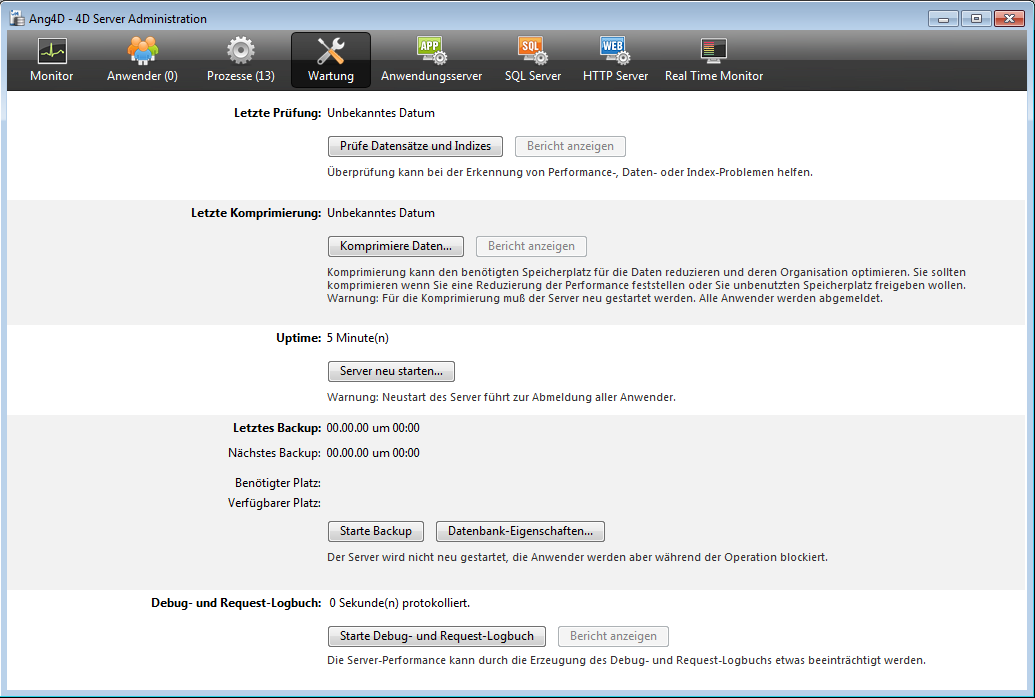 Ang4D - 4D Server Administration
Monitor
Anwender (0)
Prozesse (13)
Wartung
APP
Anwendungsserver
SQL
SQL Server
WEB
HTTP Server
Real Time Monitor
Letzte Prüfung: Unbekanntes Datum
Prüfe Datensätze und Indizes
Bericht anzeigen
Überprüfung kann bei der Erkennung von Performance-, Daten- oder Index-Problemen helfen.
Letzte Komprimierung: Unbekanntes Datum
Komprimiere Daten...
Bericht anzeigen
Komprimierung kann den benötigten Speicherplatz für die Daten reduzieren und deren Organisation optimieren. Sie sollten
komprimieren wenn Sie eine Reduzierung der Performance feststellen oder Sie unbenutzten Speicherplatz freigeben wollen.
Warnung: Für die Komprimierung muß der Server neu gestartet werden. Alle Anwender werden abgemeldet.
Uptime: 5 Minute(n)
Server neu starten...
Warnung: Neustart des Server führt zur Abmeldung aller Anwender.
Letztes Backup: 00.00.00 um 00:00
Nächstes Backup: 00.00.00 um 00:00
Benötigter Platz:
Verfügbarer Platz:
Starte Backup
Datenbank-Eigenschaften...
Der Server wird nicht neu gestartet, die Anwender werden aber während der Operation blockiert.
Debug- und Request-Logbuch: 0 Sekunde(n) protokolliert.
Starte Debug- und Request-Logbuch
Bericht anzeigen
Die Server-Performance kann durch die Erzeugung des Debug- und Request-Logbuchs etwas beeinträchtigt werden.